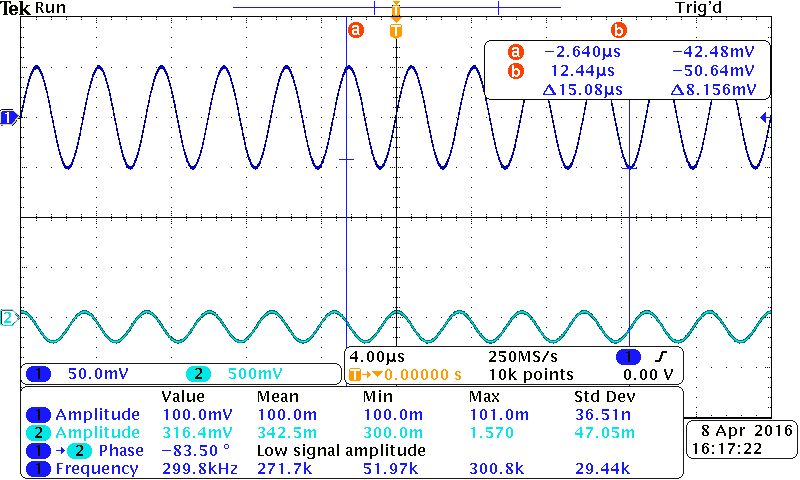 Tek Run Trig'd
T
a T b
a −2.640µs −42.48mV
b 12.44µs −50.64mV
Δ15.08µs Δ8.156mV
1
2
1 50.0mV 2 500mV
4.00µs 250MS/s 1
T→▼0.00000 s 10k points 0.00 V
Value Mean Min Max Std Dev
1 Amplitude 100.0mV 100.0m 100.0m 101.0m 36.51n
2 Amplitude 316.4mV 342.5m 300.0m 1.570 47.05m
1 → 2 Phase −83.50 ° Low signal amplitude
1 Frequency 299.8kHz 271.7k 51.97k 300.8k 29.44k
8 Apr 2016
16:17:22